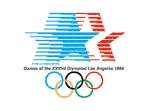 Games of the XXIIIrd Olympiad Los Angeles 1984